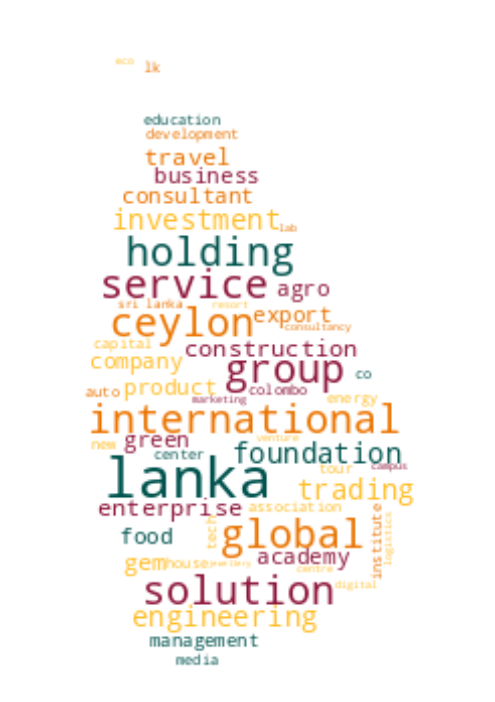 eco
lk
education
development
travel
business
consultant
investment
lab
holding
service
agro
sri lanka
resort
ceylon
export
consultancy
capital
construction
company
group
co
auto
product
colombo
marketing
energy
international
new
green
venture
center
foundation
lanka
tour
campus
trading
enterprise
association
institute
logistics
food
tech
global
academy
gem
house
jewellery
centre
solution
digital
engineering
management
media